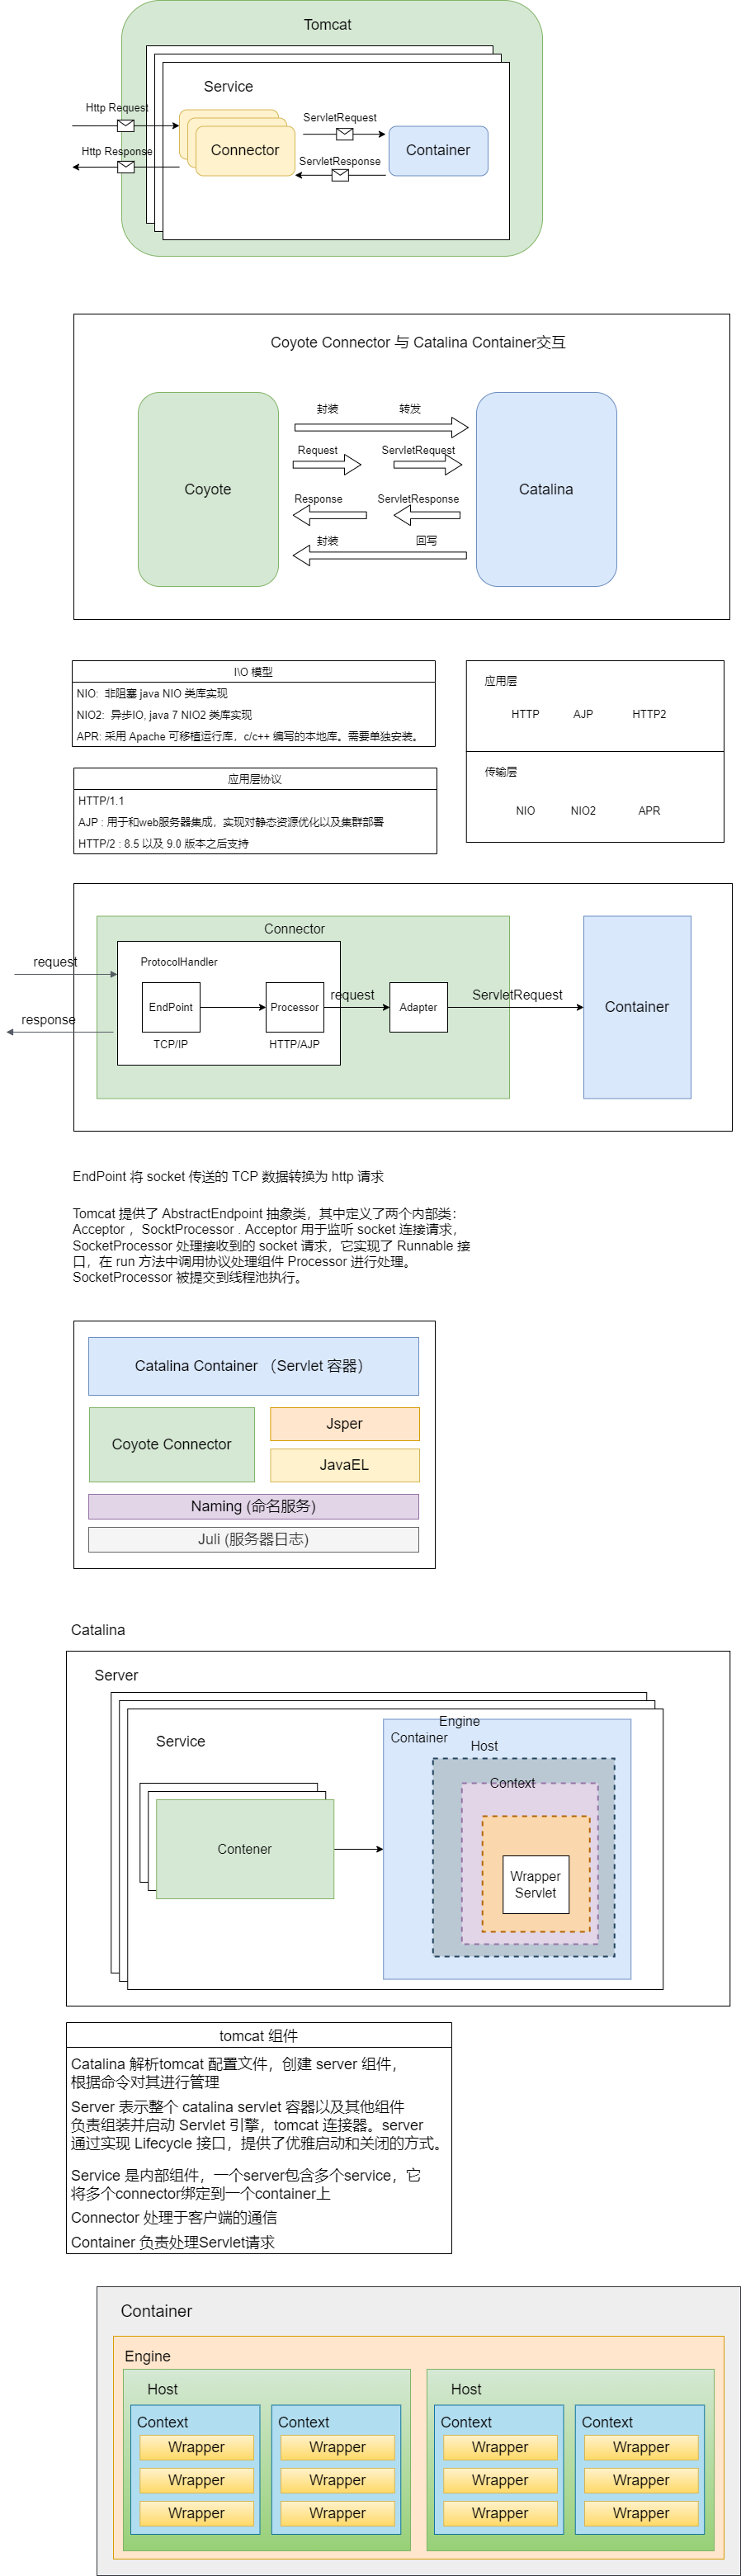 Tomcat
Service
Http Request
ServletRequest
Connector
Container
Http Response
ServletResponse
Coyote Connector 与 Catalina Container交互
封装
转发
Request
ServletRequest
Coyote
Catalina
Response
ServletResponse
封装
回写
I\O 模型
NIO: 非阻塞 java NIO 类库实现
NIO2: 异步IO, java 7 NIO2 类库实现
APR: 采用 Apache 可移植运行库，c/c++ 编写的本地库。需要单独安装。
应用层
HTTP
AJP
HTTP2
传输层
NIO
NIO2
APR
应用层协议
HTTP/1.1
AJP : 用于和web服务器集成，实现对静态资源优化以及集群部署
HTTP/2 : 8.5 以及 9.0 版本之后支持
Connector
ProtocolHandler
request
response
EndPoint
TCP/IP
Processor
HTTP/AJP
request
Adapter
ServletRequest
Container
EndPoint 将 socket 传送的 TCP 数据转换为 http 请求
Tomcat 提供了 AbstractEndpoint 抽象类，其中定义了两个内部类：
Acceptor ，SocktProcessor . Acceptor 用于监听 socket 连接请求，
SocketProcessor 处理接收到的 socket 请求，它实现了 Runnable 接
口，在 run 方法中调用协议处理组件 Processor 进行处理。
SocketProcessor 被提交到线程池执行。
Catalina Container （Servlet 容器）
Coyote Connector
Jsper
JavaEL
Naming (命名服务)
Juli (服务器日志)
Catalina
Server
Service
Contener
Engine
Container
Host
Context
Wrapper
Servlet
tomcat 组件
Catalina 解析tomcat 配置文件，创建 server 组件，
根据命令对其进行管理
Server 表示整个 catalina servlet 容器以及其他组件
负责组装并启动 Servlet 引擎，tomcat 连接器。server
通过实现 Lifecycle 接口，提供了优雅启动和关闭的方式。
Service 是内部组件，一个server包含多个service，它
将多个connector绑定到一个container上
Connector 处理于客户端的通信
Container 负责处理Servlet请求
Container
Engine
Host
Host
Context
Context
Context
Context
Wrapper
Wrapper
Wrapper
Wrapper
Wrapper
Wrapper
Wrapper
Wrapper
Wrapper
Wrapper
Wrapper
Wrapper